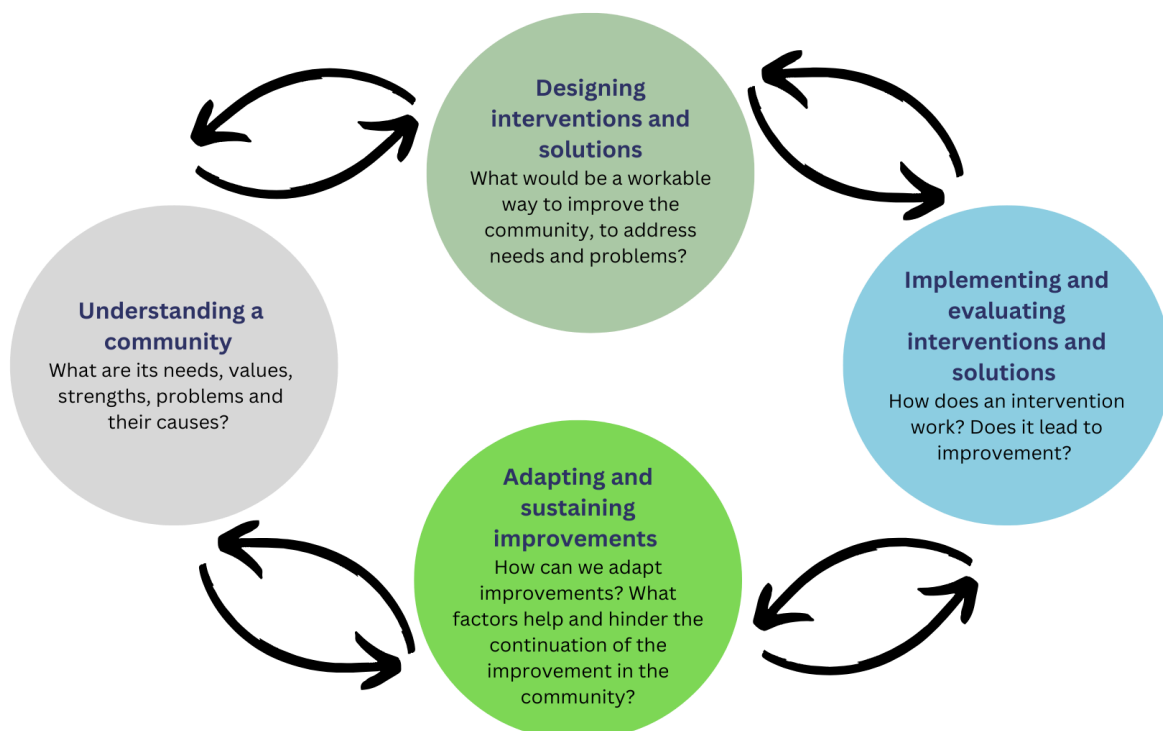 Designing
interventions and
solutions
What would be a workable
way to improve the
community, to address
needs and problems?
Understanding a
community
What are its needs, values,
strengths, problems and
their causes?
Implementing and
evaluating
interventions and
solutions
How does an intervention
work? Does it lead to
improvement?
Adapting and
sustaining
improvements
How can we adapt
improvements? What
factors help and hinder the
continuation of the
improvement in the
community?